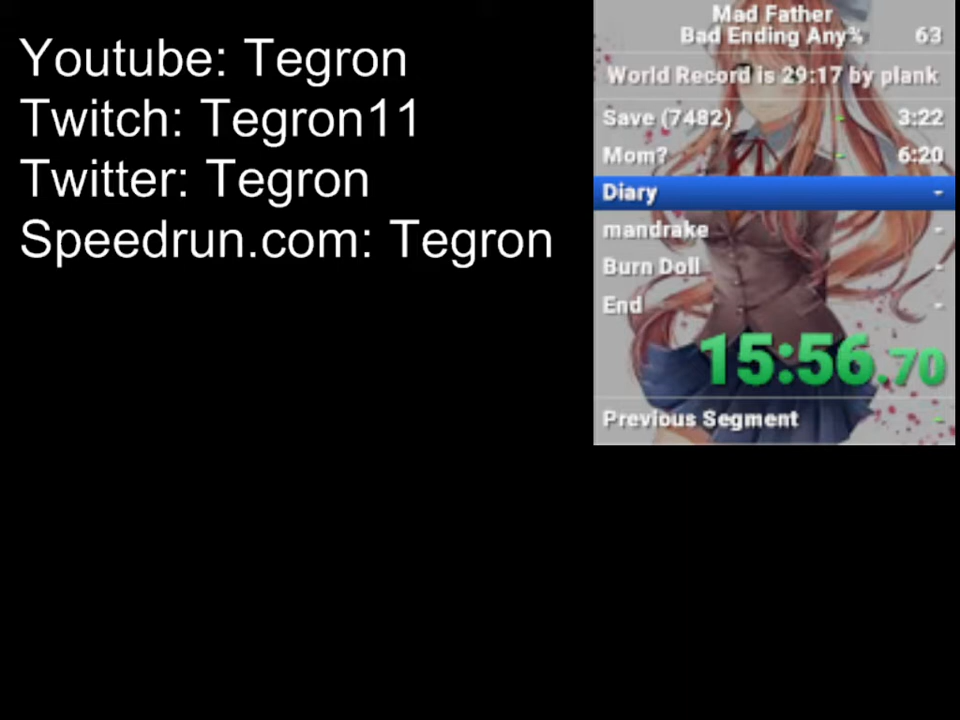 Youtube: Tegron
Twitch: Tegron11
Twitter: Tegron
Speedrun.com: Tegron
Mad Father
Bad Ending Any% 63
World Record is 29:17 by plank
Save (7482) - 3:22
Mom? - 6:20
Diary -
mandrake -
Burn Doll -
End -
15:56.70
Previous Segment -